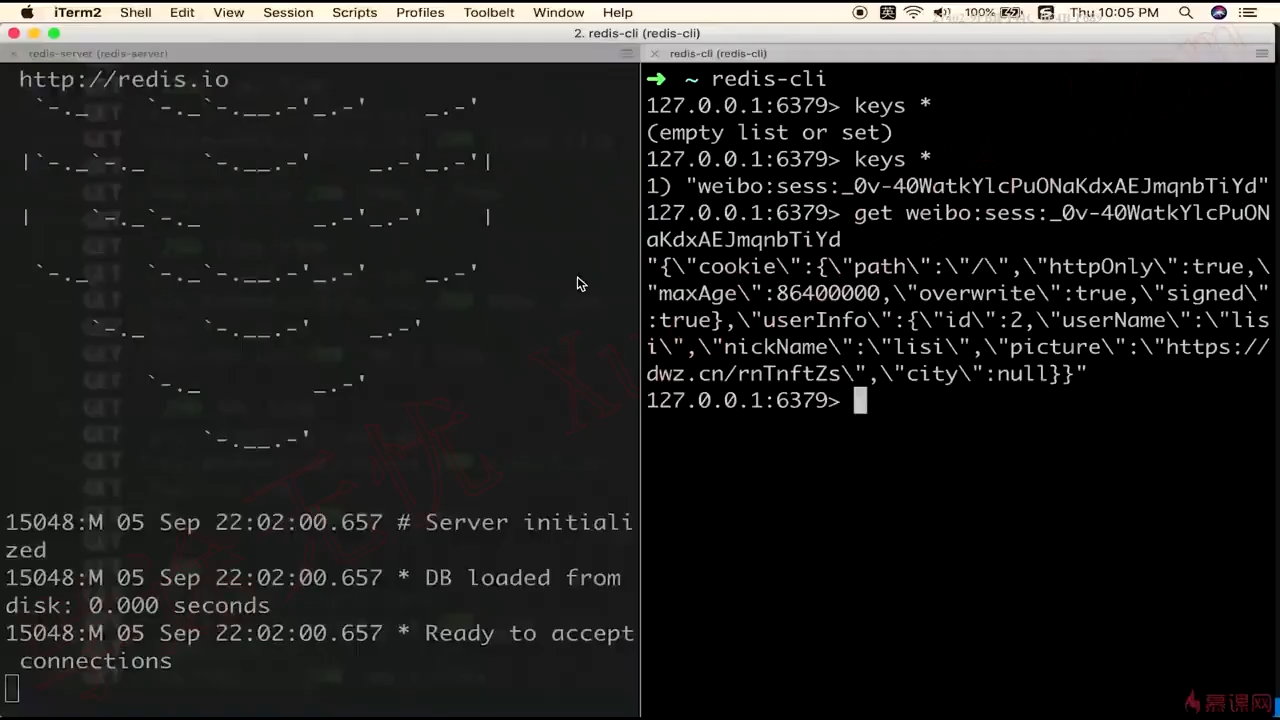 iTerm2 Shell Edit View Session Scripts Profiles Toolbelt Window Help 英 100% Thu 10:05 PM
2. redis-cli (redis-cli)
redis-server (redis-server)
http://redis.io
15048:M 05 Sep 22:02:00.657 # Server initiali
zed
15048:M 05 Sep 22:02:00.657 * DB loaded from
disk: 0.000 seconds
15048:M 05 Sep 22:02:00.657 * Ready to accept
connections
redis-cli (redis-cli)
➜ ~ redis-cli
127.0.0.1:6379> keys *
(empty list or set)
127.0.0.1:6379> keys *
1) "weibo:sess:_0v-40WatkYlcPuONaKdxAEJmqnbTiYd"
127.0.0.1:6379> get weibo:sess:_0v-40WatkYlcPuON
aKdxAEJmqnbTiYd
"{\"cookie\":{\"path\":\"/\",\"httpOnly\":true,\
"maxAge\":86400000,\"overwrite\":true,\"signed\"
:true},\"userInfo\":{\"id\":2,\"userName\":\"lis
i\",\"nickName\":\"lisi\",\"picture\":\"https://
dwz.cn/rnTnftZs\",\"city\":null}}"
127.0.0.1:6379>
慕课网